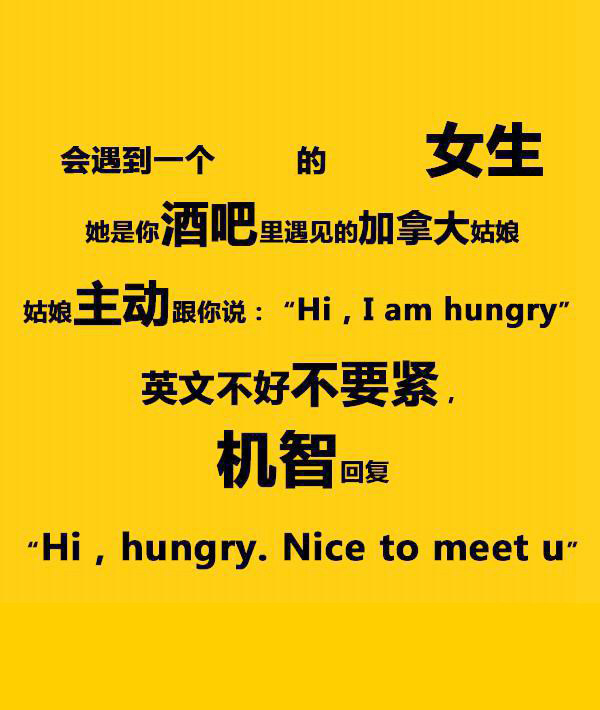 会遇到一个 的 女生
她是你酒吧里遇见的加拿大姑娘
姑娘主动跟你说：“Hi , I am hungry”
英文不好不要紧，
机智回复
“Hi , hungry. Nice to meet u”